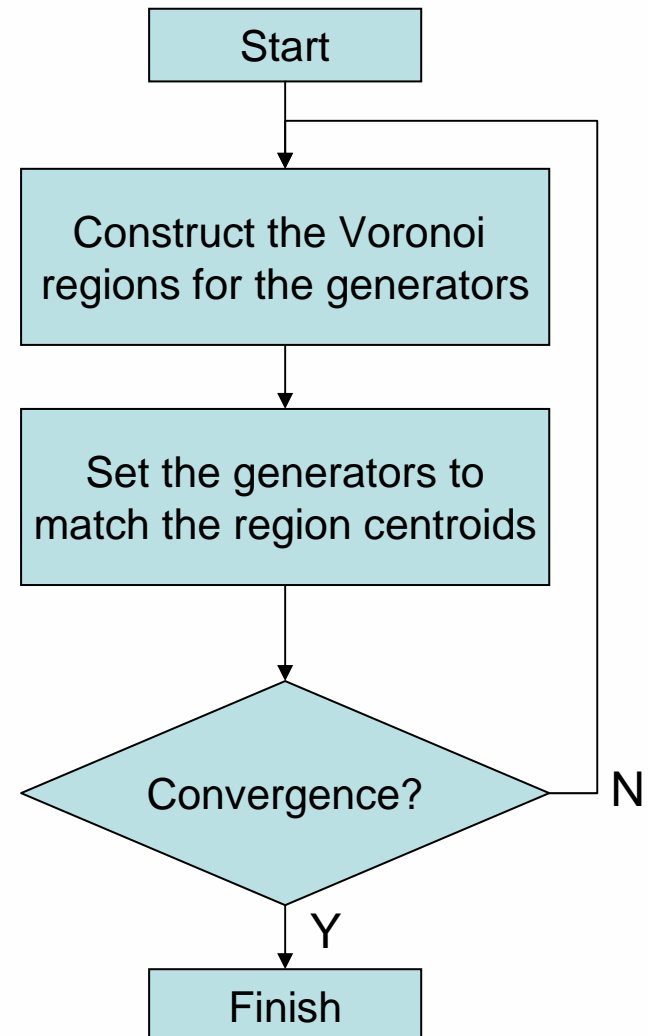 Start
Construct the Voronoi
regions for the generators
Set the generators to
match the region centroids
Convergence?
N
Y
Finish